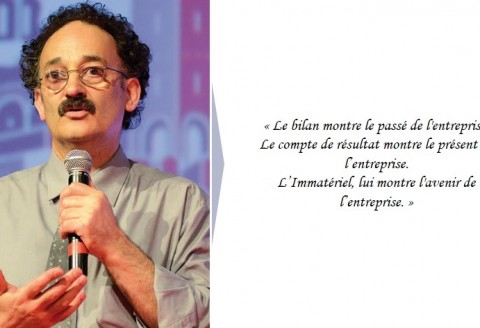 « Le bilan montre le passé de l'entrepris
Le compte de résultat montre le présent
l'entreprise.
L'Immatériel, lui montre l'avenir de
l'entreprise. »